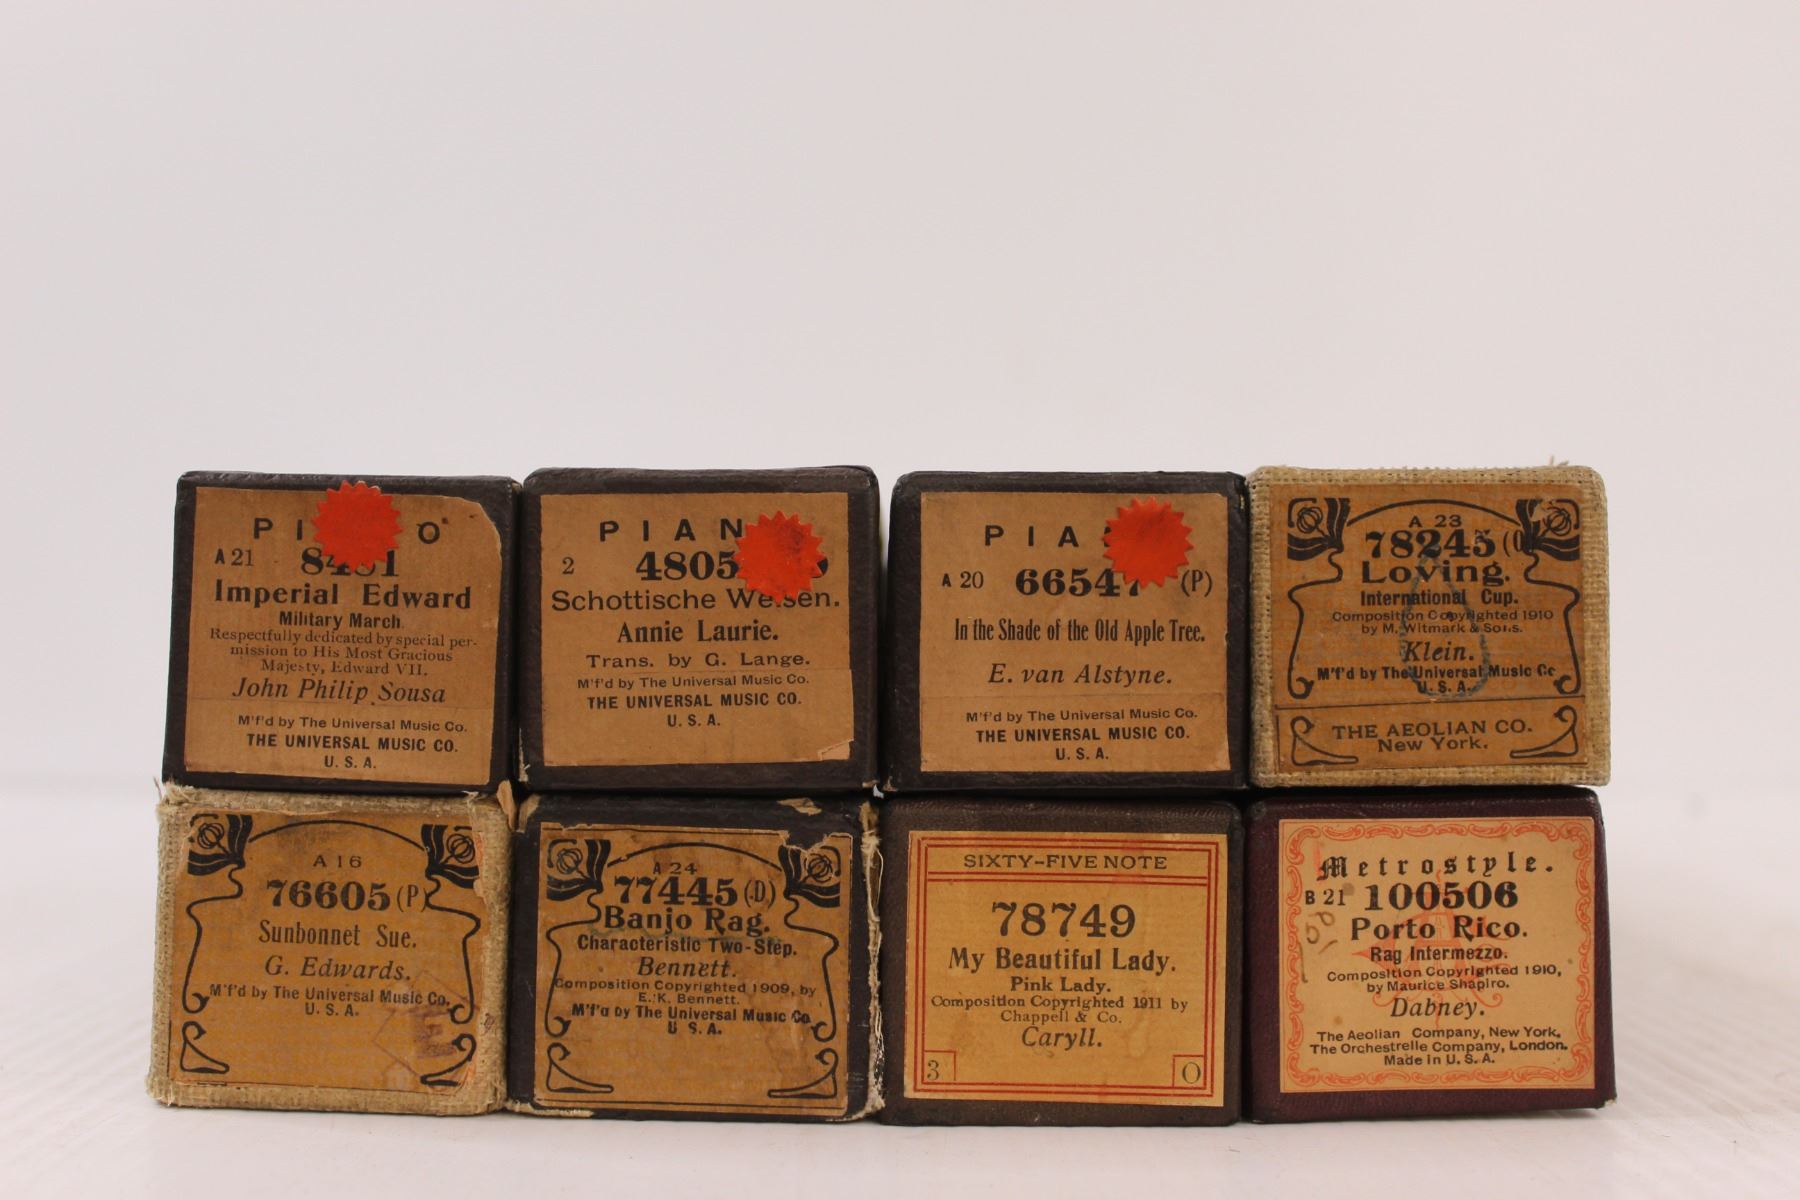 PI O
A 21
Imperial Edward
Military March.
Respectfully dedicated by special per-
mission to His Most Gracious
Majesty, Edward VII.
John Philip Sousa
M'f'd by The Universal Music Co.
THE UNIVERSAL MUSIC CO.
U. S. A.
PIAN
2 4805
Schottische Weisen.
Annie Laurie.
Trans. by G. Lange.
M'f'd by The Universal Music Co.
THE UNIVERSAL MUSIC CO.
U. S. A.
PIA
A 20 66547 (P)
In the Shade of the Old Apple Tree.
E. van Alstyne.
M'f'd by The Universal Music Co.
THE UNIVERSAL MUSIC CO.
U. S. A.
A 23
78245
Loving.
International Cup.
Composition Copyrighted 1910
by M. Witmark & Sons.
Klein.
M'f'd by The Universal Music Co
U. S. A.
THE AEOLIAN CO.
New York.
A 16
76605 (P)
Sunbonnet Sue.
G. Edwards.
M'f'd by The Universal Music Co.
U. S. A.
A 24
77445 (D)
Banjo Rag.
Characteristic Two-Step.
Bennett.
Composition Copyrighted 1909, by
E. K. Bennett.
M'f'd by The Universal Music Co
U. S. A.
SIXTY-FIVE NOTE
78749
My Beautiful Lady.
Pink Lady.
Composition Copyrighted 1911 by
Chappell & Co.
Caryll.
3 O
Metrostyle.
B 21 100506
Porto Rico.
Rag Intermezzo.
Composition Copyrighted 1910,
by Maurice Shapiro.
Dabney.
The Aeolian Company, New York.
The Orchestrelle Company, London.
Made in U. S. A.